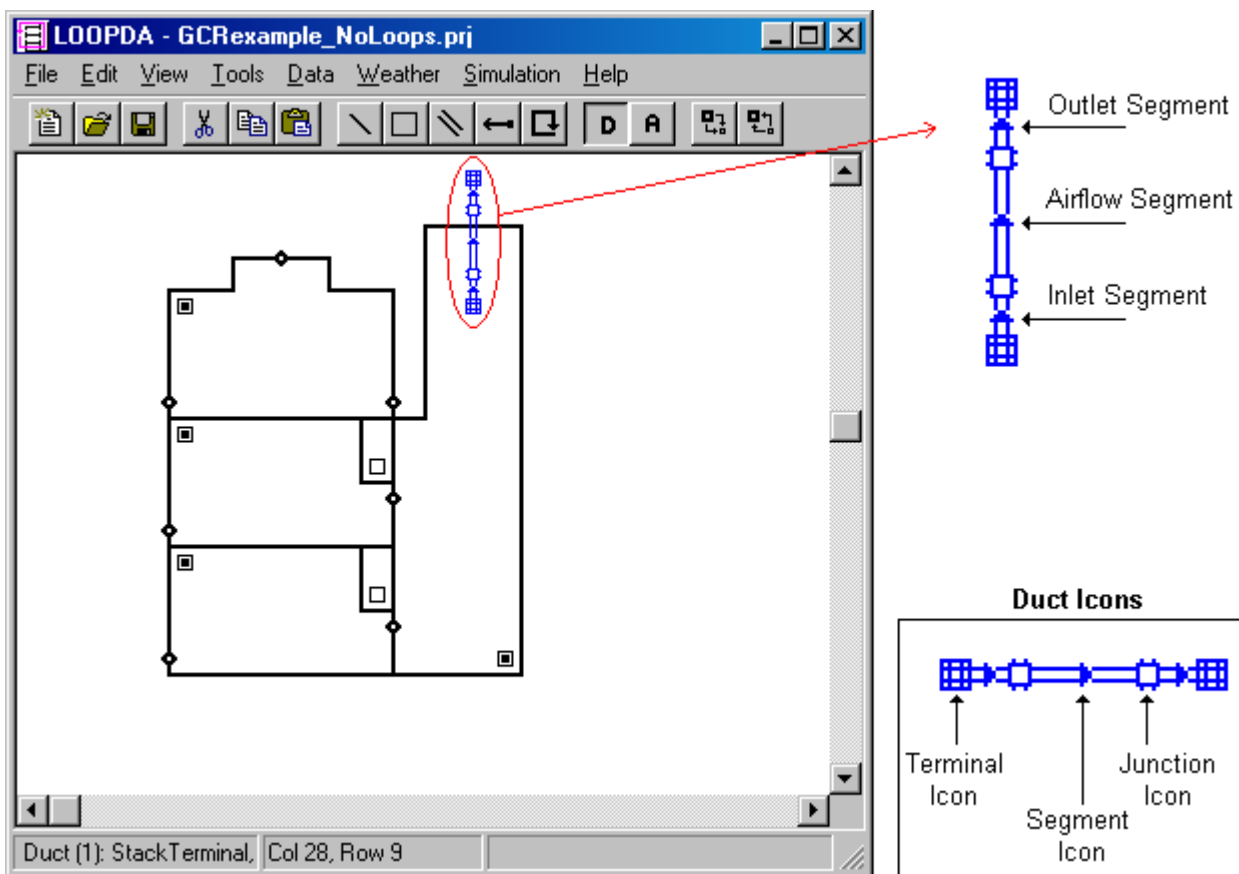 LOOPDA - GCRexample_NoLoops.prj
File Edit View Tools Data Weather Simulation Help
D A
Outlet Segment
Airflow Segment
Inlet Segment
Duct Icons
Terminal Icon
Segment Icon
Junction Icon
Duct (1): StackTerminal, Col 28, Row 9